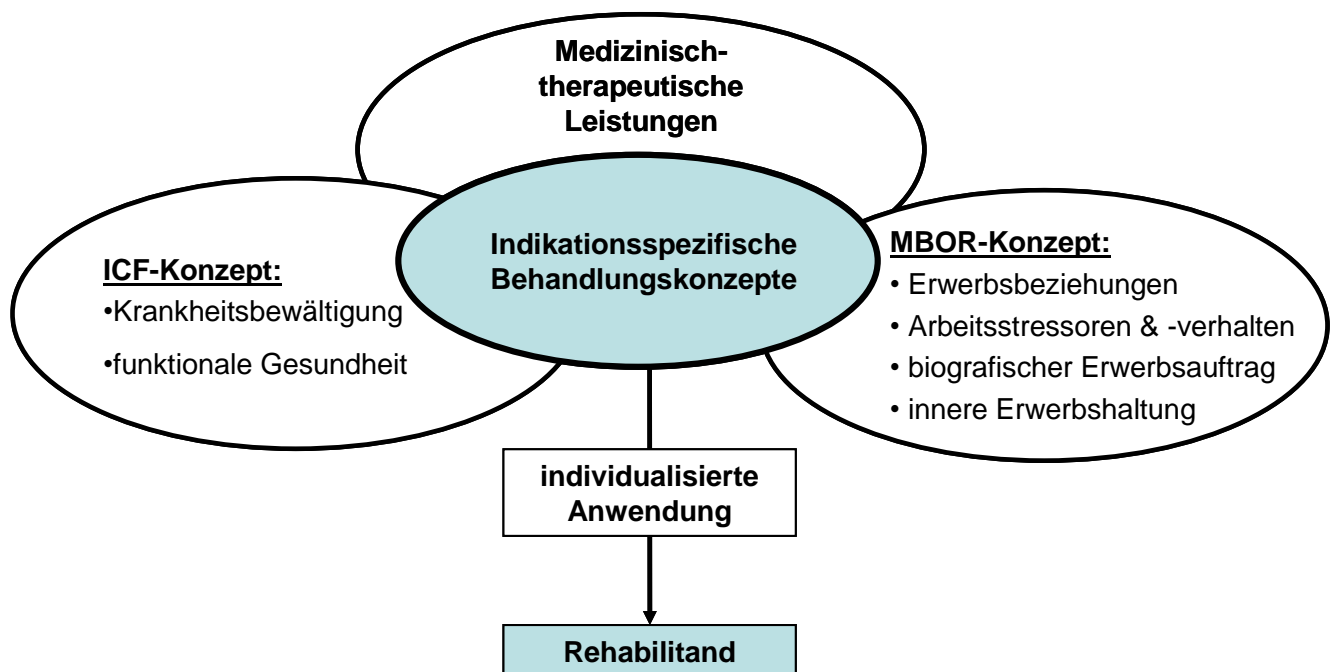 Medizinisch-
therapeutische
Leistungen
ICF-Konzept:
•Krankheitsbewältigung
•funktionale Gesundheit
Indikationsspezifische
Behandlungskonzepte
MBOR-Konzept:
• Erwerbsbeziehungen
• Arbeitsstressoren & -verhalten
• biografischer Erwerbsauftrag
• innere Erwerbshaltung
individualisierte
Anwendung
Rehabilitand